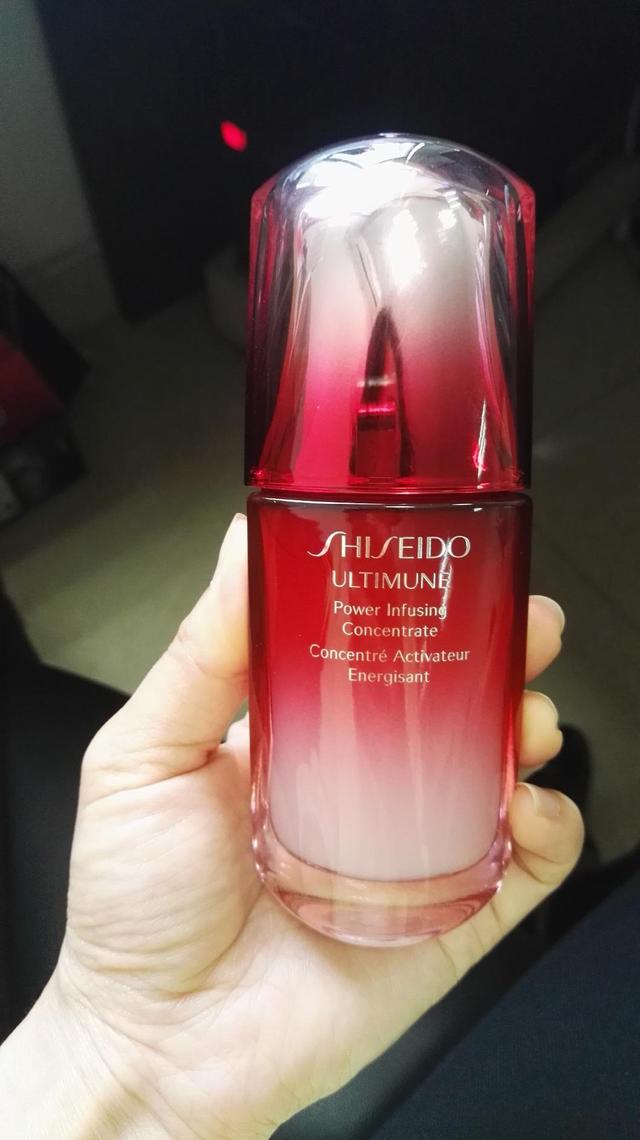 SHISEIDO
ULTIMUNE
Power Infusing
Concentrate
Concentré Activateur
Energisant